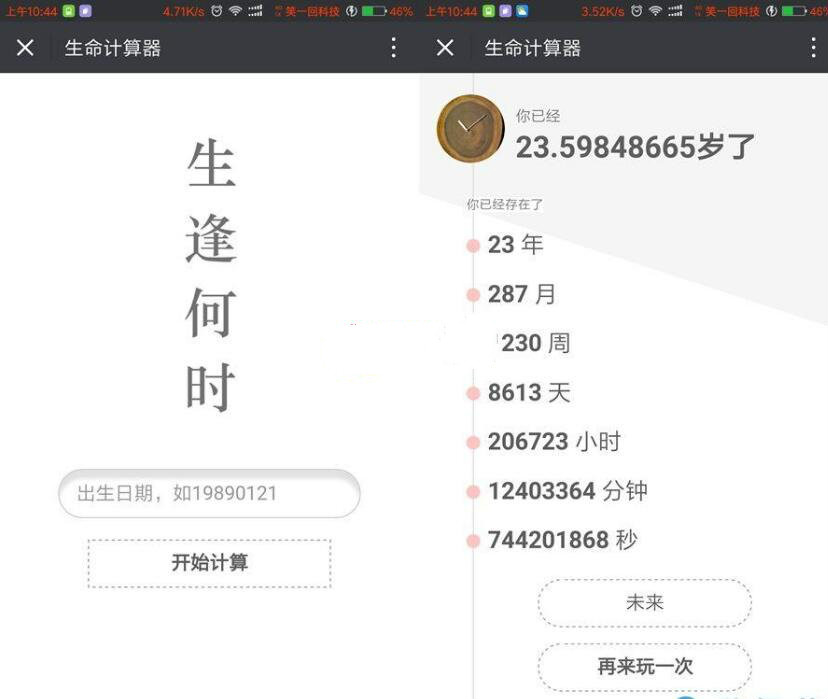 上午10:44 4.71K/s 笑一回科技 46%
生命计算器
生
逢
何
时
出生日期，如19890121
开始计算
上午10:44 3.52K/s 笑一回科技 46%
生命计算器
你已经
23.59848665岁了
你已经存在了
23 年
287 月
230 周
8613 天
206723 小时
12403364 分钟
744201868 秒
未来
再来玩一次